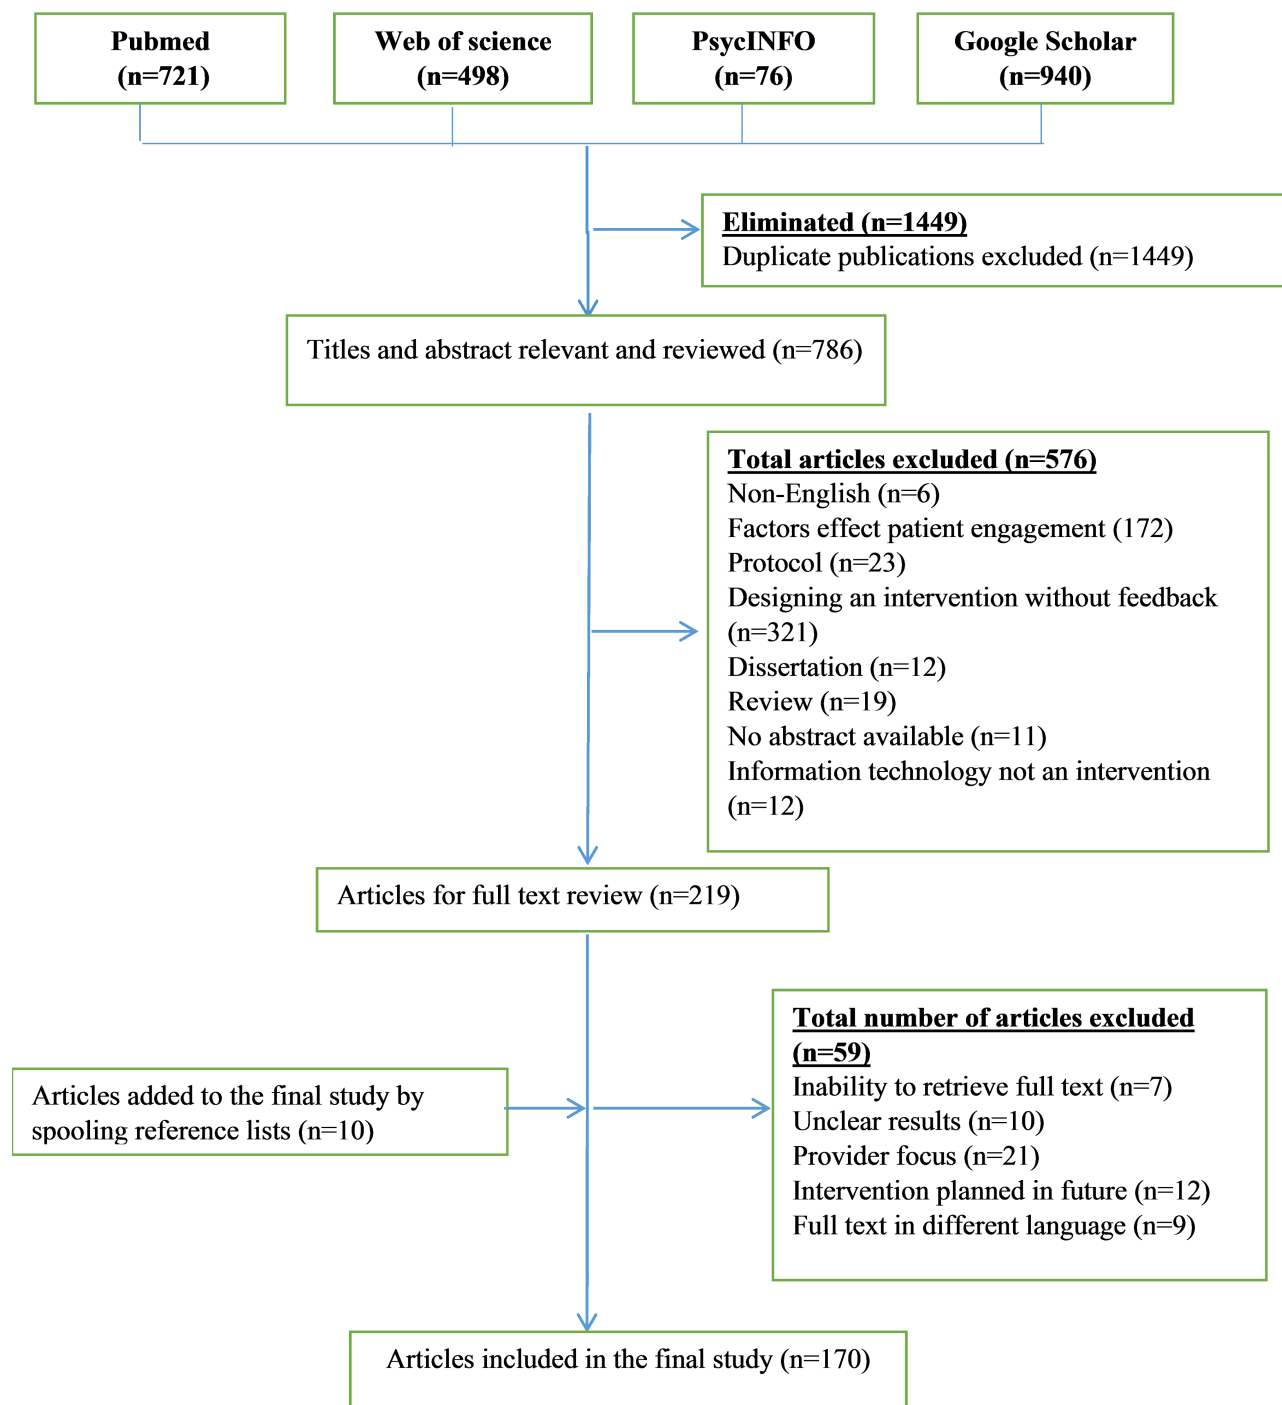 Pubmed
(n=721)
Web of science
(n=498)
PsycINFO
(n=76)
Google Scholar
(n=940)
Eliminated (n=1449)
Duplicate publications excluded (n=1449)
Titles and abstract relevant and reviewed (n=786)
Total articles excluded (n=576)
Non-English (n=6)
Factors effect patient engagement (172)
Protocol (n=23)
Designing an intervention without feedback
(n=321)
Dissertation (n=12)
Review (n=19)
No abstract available (n=11)
Information technology not an intervention
(n=12)
Articles for full text review (n=219)
Articles added to the final study by
spooling reference lists (n=10)
Total number of articles excluded
(n=59)
Inability to retrieve full text (n=7)
Unclear results (n=10)
Provider focus (n=21)
Intervention planned in future (n=12)
Full text in different language (n=9)
Articles included in the final study (n=170)